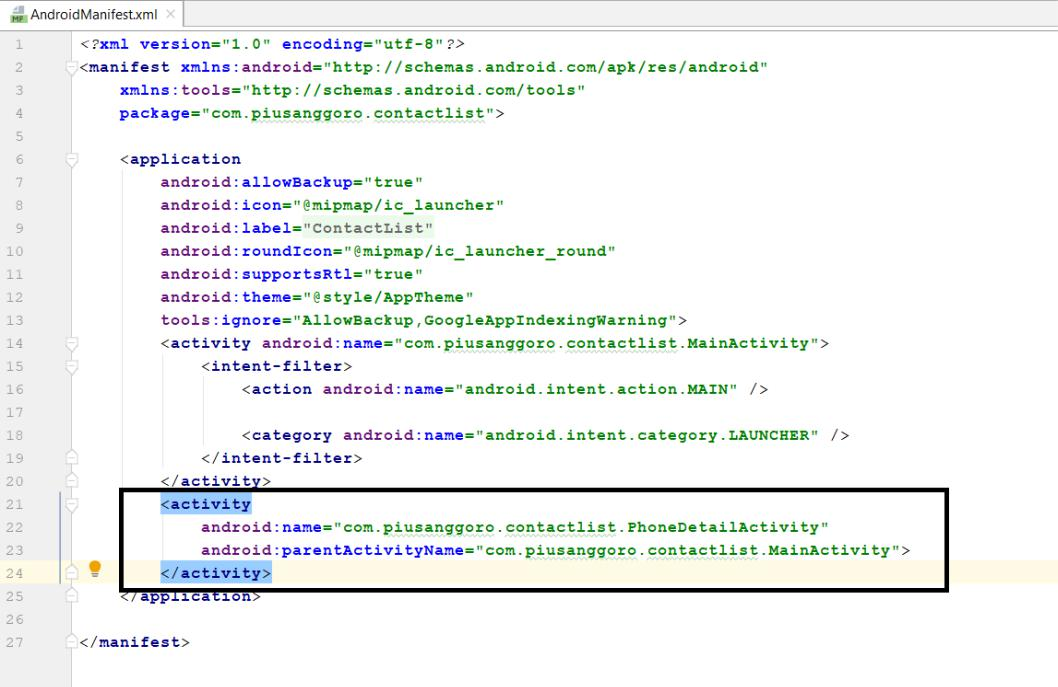 AndroidManifest.xml ×
1 <?xml version="1.0" encoding="utf-8"?>
2 <manifest xmlns:android="http://schemas.android.com/apk/res/android"
3     xmlns:tools="http://schemas.android.com/tools"
4     package="com.piusanggoro.contactlist">
5
6     <application
7         android:allowBackup="true"
8         android:icon="@mipmap/ic_launcher"
9         android:label="ContactList"
10         android:roundIcon="@mipmap/ic_launcher_round"
11         android:supportsRtl="true"
12         android:theme="@style/AppTheme"
13         tools:ignore="AllowBackup,GoogleAppIndexingWarning">
14         <activity android:name="com.piusanggoro.contactlist.MainActivity">
15             <intent-filter>
16                 <action android:name="android.intent.action.MAIN" />
17
18                 <category android:name="android.intent.category.LAUNCHER" />
19             </intent-filter>
20         </activity>
21         <activity
22             android:name="com.piusanggoro.contactlist.PhoneDetailActivity"
23             android:parentActivityName="com.piusanggoro.contactlist.MainActivity">
24         </activity>
25     </application>
26
27 </manifest>